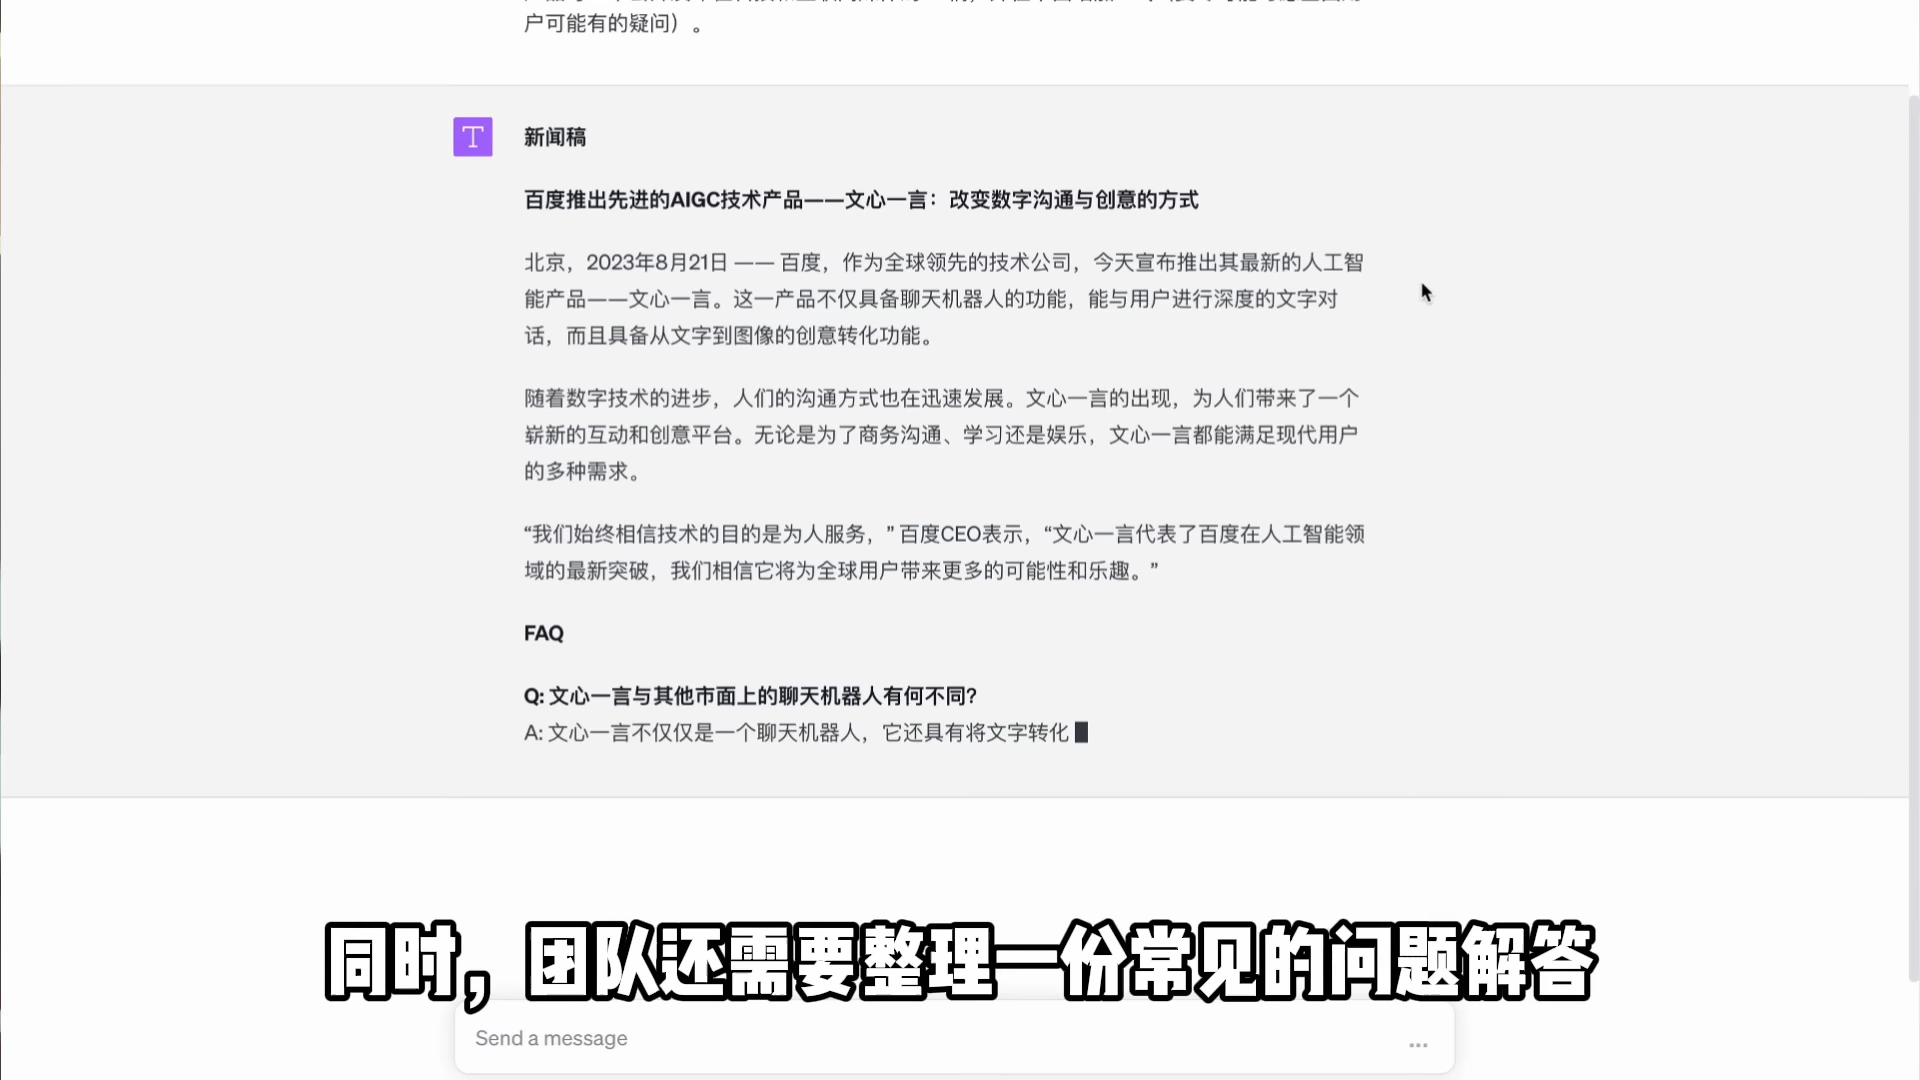 户可能有的疑问）。
T
新闻稿
百度推出先进的AIGC技术产品——文心一言：改变数字沟通与创意的方式
北京，2023年8月21日 —— 百度，作为全球领先的技术公司，今天宣布推出其最新的人工智
能产品——文心一言。这一产品不仅具备聊天机器人的功能，能与用户进行深度的文字对
话，而且具备从文字到图像的创意转化功能。
随着数字技术的进步，人们的沟通方式也在迅速发展。文心一言的出现，为人们带来了一个
崭新的互动和创意平台。无论是为了商务沟通、学习还是娱乐，文心一言都能满足现代用户
的多种需求。
“我们始终相信技术的目的是为人服务，” 百度CEO表示，“文心一言代表了百度在人工智能领
域的最新突破，我们相信它将为全球用户带来更多的可能性和乐趣。”
FAQ
Q: 文心一言与其他市面上的聊天机器人有何不同?
A: 文心一言不仅仅是一个聊天机器人，它还具有将文字转化
同时，团队还需要整理一份常见的问题解答
Send a message